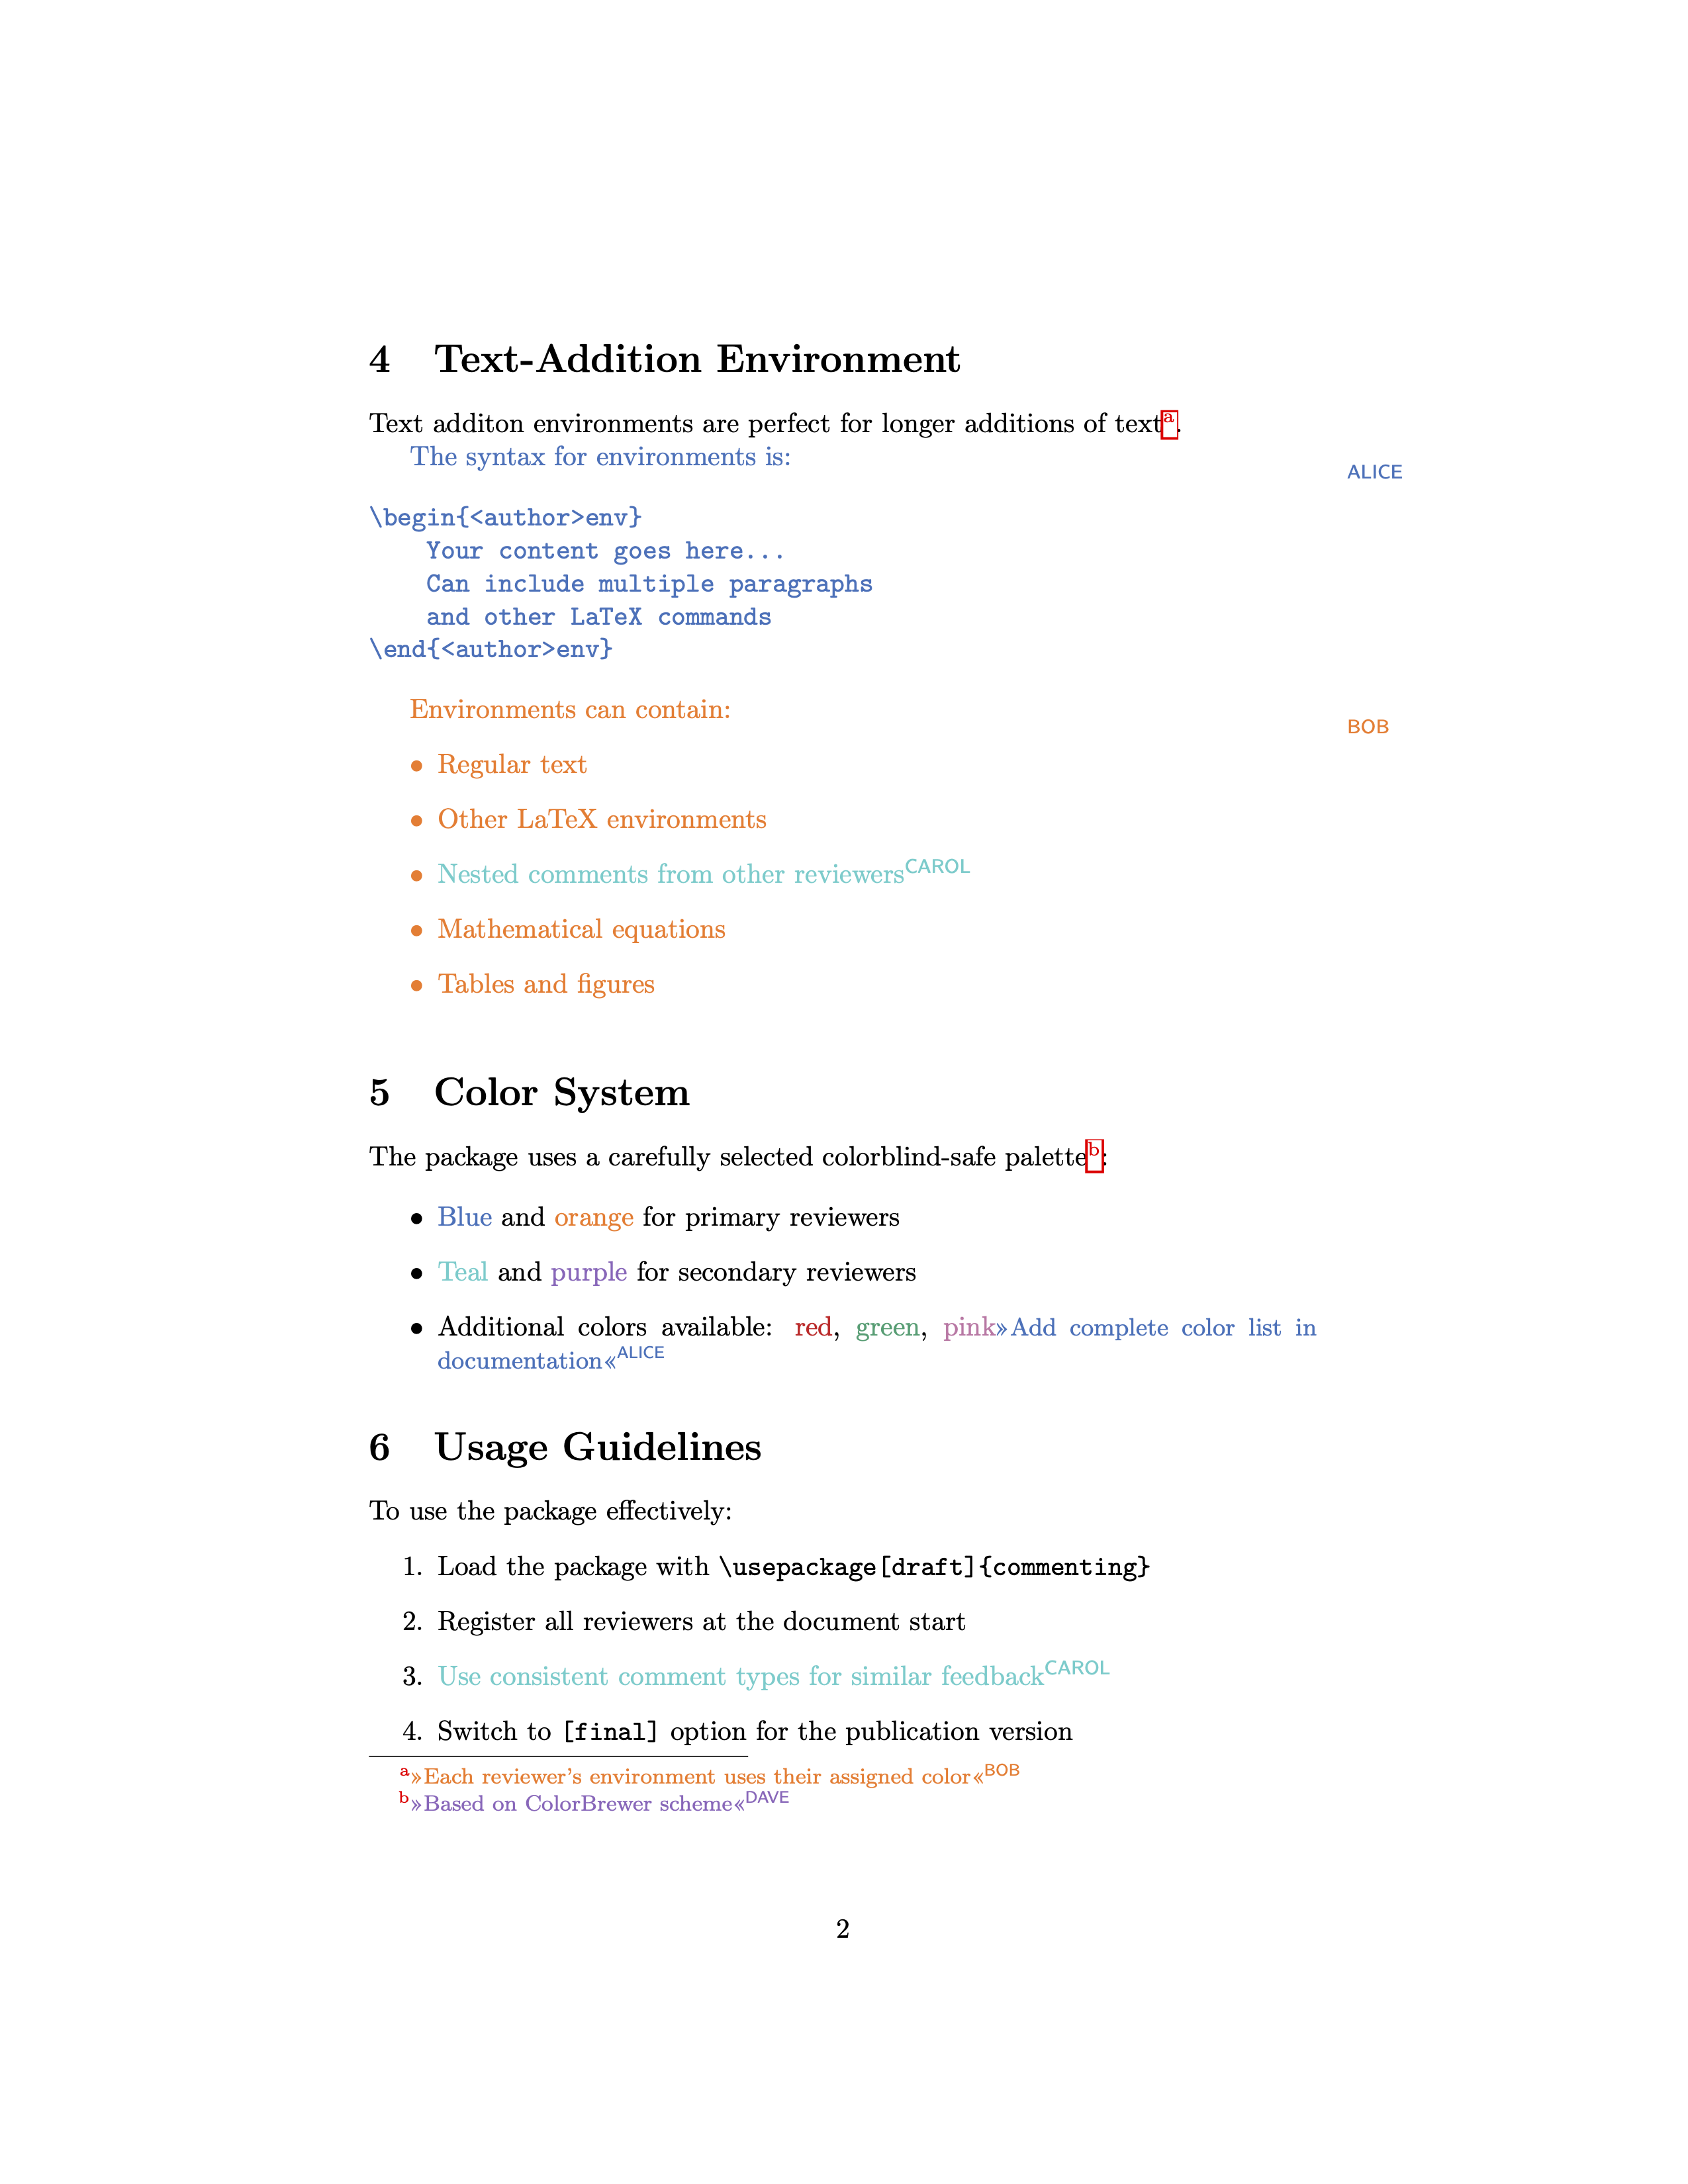 4 Text-Addition Environment
Text additon environments are perfect for longer additions of textᵃ.
The syntax for environments is:
ALICE
\begin{<author>env}
    Your content goes here...
    Can include multiple paragraphs
    and other LaTeX commands
\end{<author>env}
Environments can contain:
BOB
• Regular text
• Other LaTeX environments
• Nested comments from other reviewersCAROL
• Mathematical equations
• Tables and figures
5 Color System
The package uses a carefully selected colorblind-safe paletteᵇ:
• Blue and orange for primary reviewers
• Teal and purple for secondary reviewers
• Additional colors available: red, green, pink»Add complete color list in
documentation«ALICE
6 Usage Guidelines
To use the package effectively:
1. Load the package with \usepackage[draft]{commenting}
2. Register all reviewers at the document start
3. Use consistent comment types for similar feedbackCAROL
4. Switch to [final] option for the publication version
ᵃ»Each reviewer's environment uses their assigned color«BOB
ᵇ»Based on ColorBrewer scheme«DAVE
2